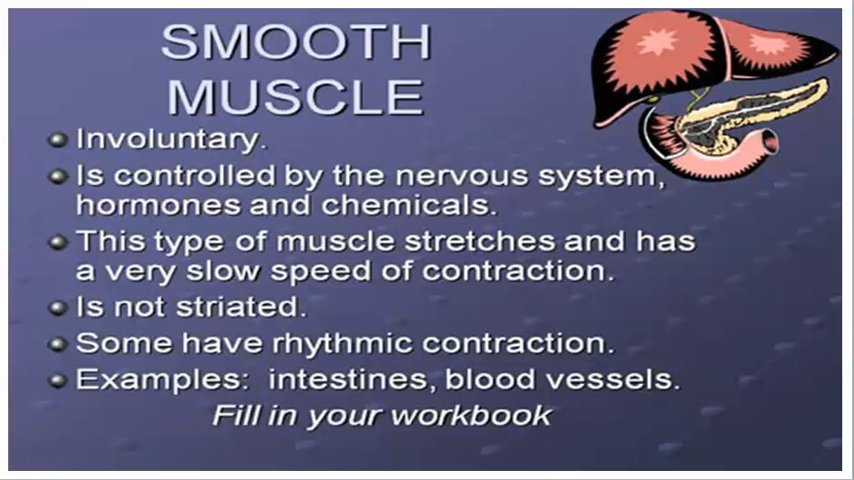 SMOOTH
MUSCLE
Involuntary.
Is controlled by the nervous system,
hormones and chemicals.
This type of muscle stretches and has
a very slow speed of contraction.
Is not striated.
Some have rhythmic contraction.
Examples: intestines, blood vessels.
Fill in your workbook